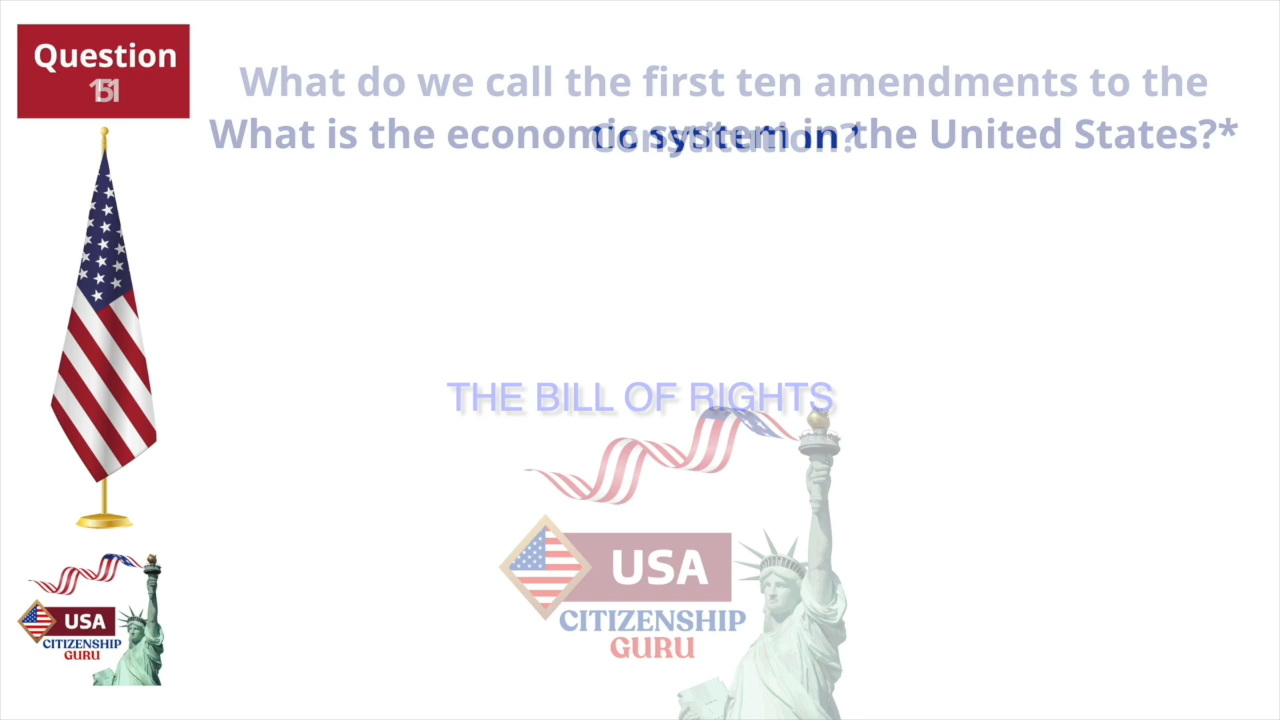 Question
What do we call the first ten amendments to the
Constitution?
What is the economic system in the United States?*
THE BILL OF RIGHTS
USA
CITIZENSHIP
GURU
USA
CITIZENSHIP
GURU